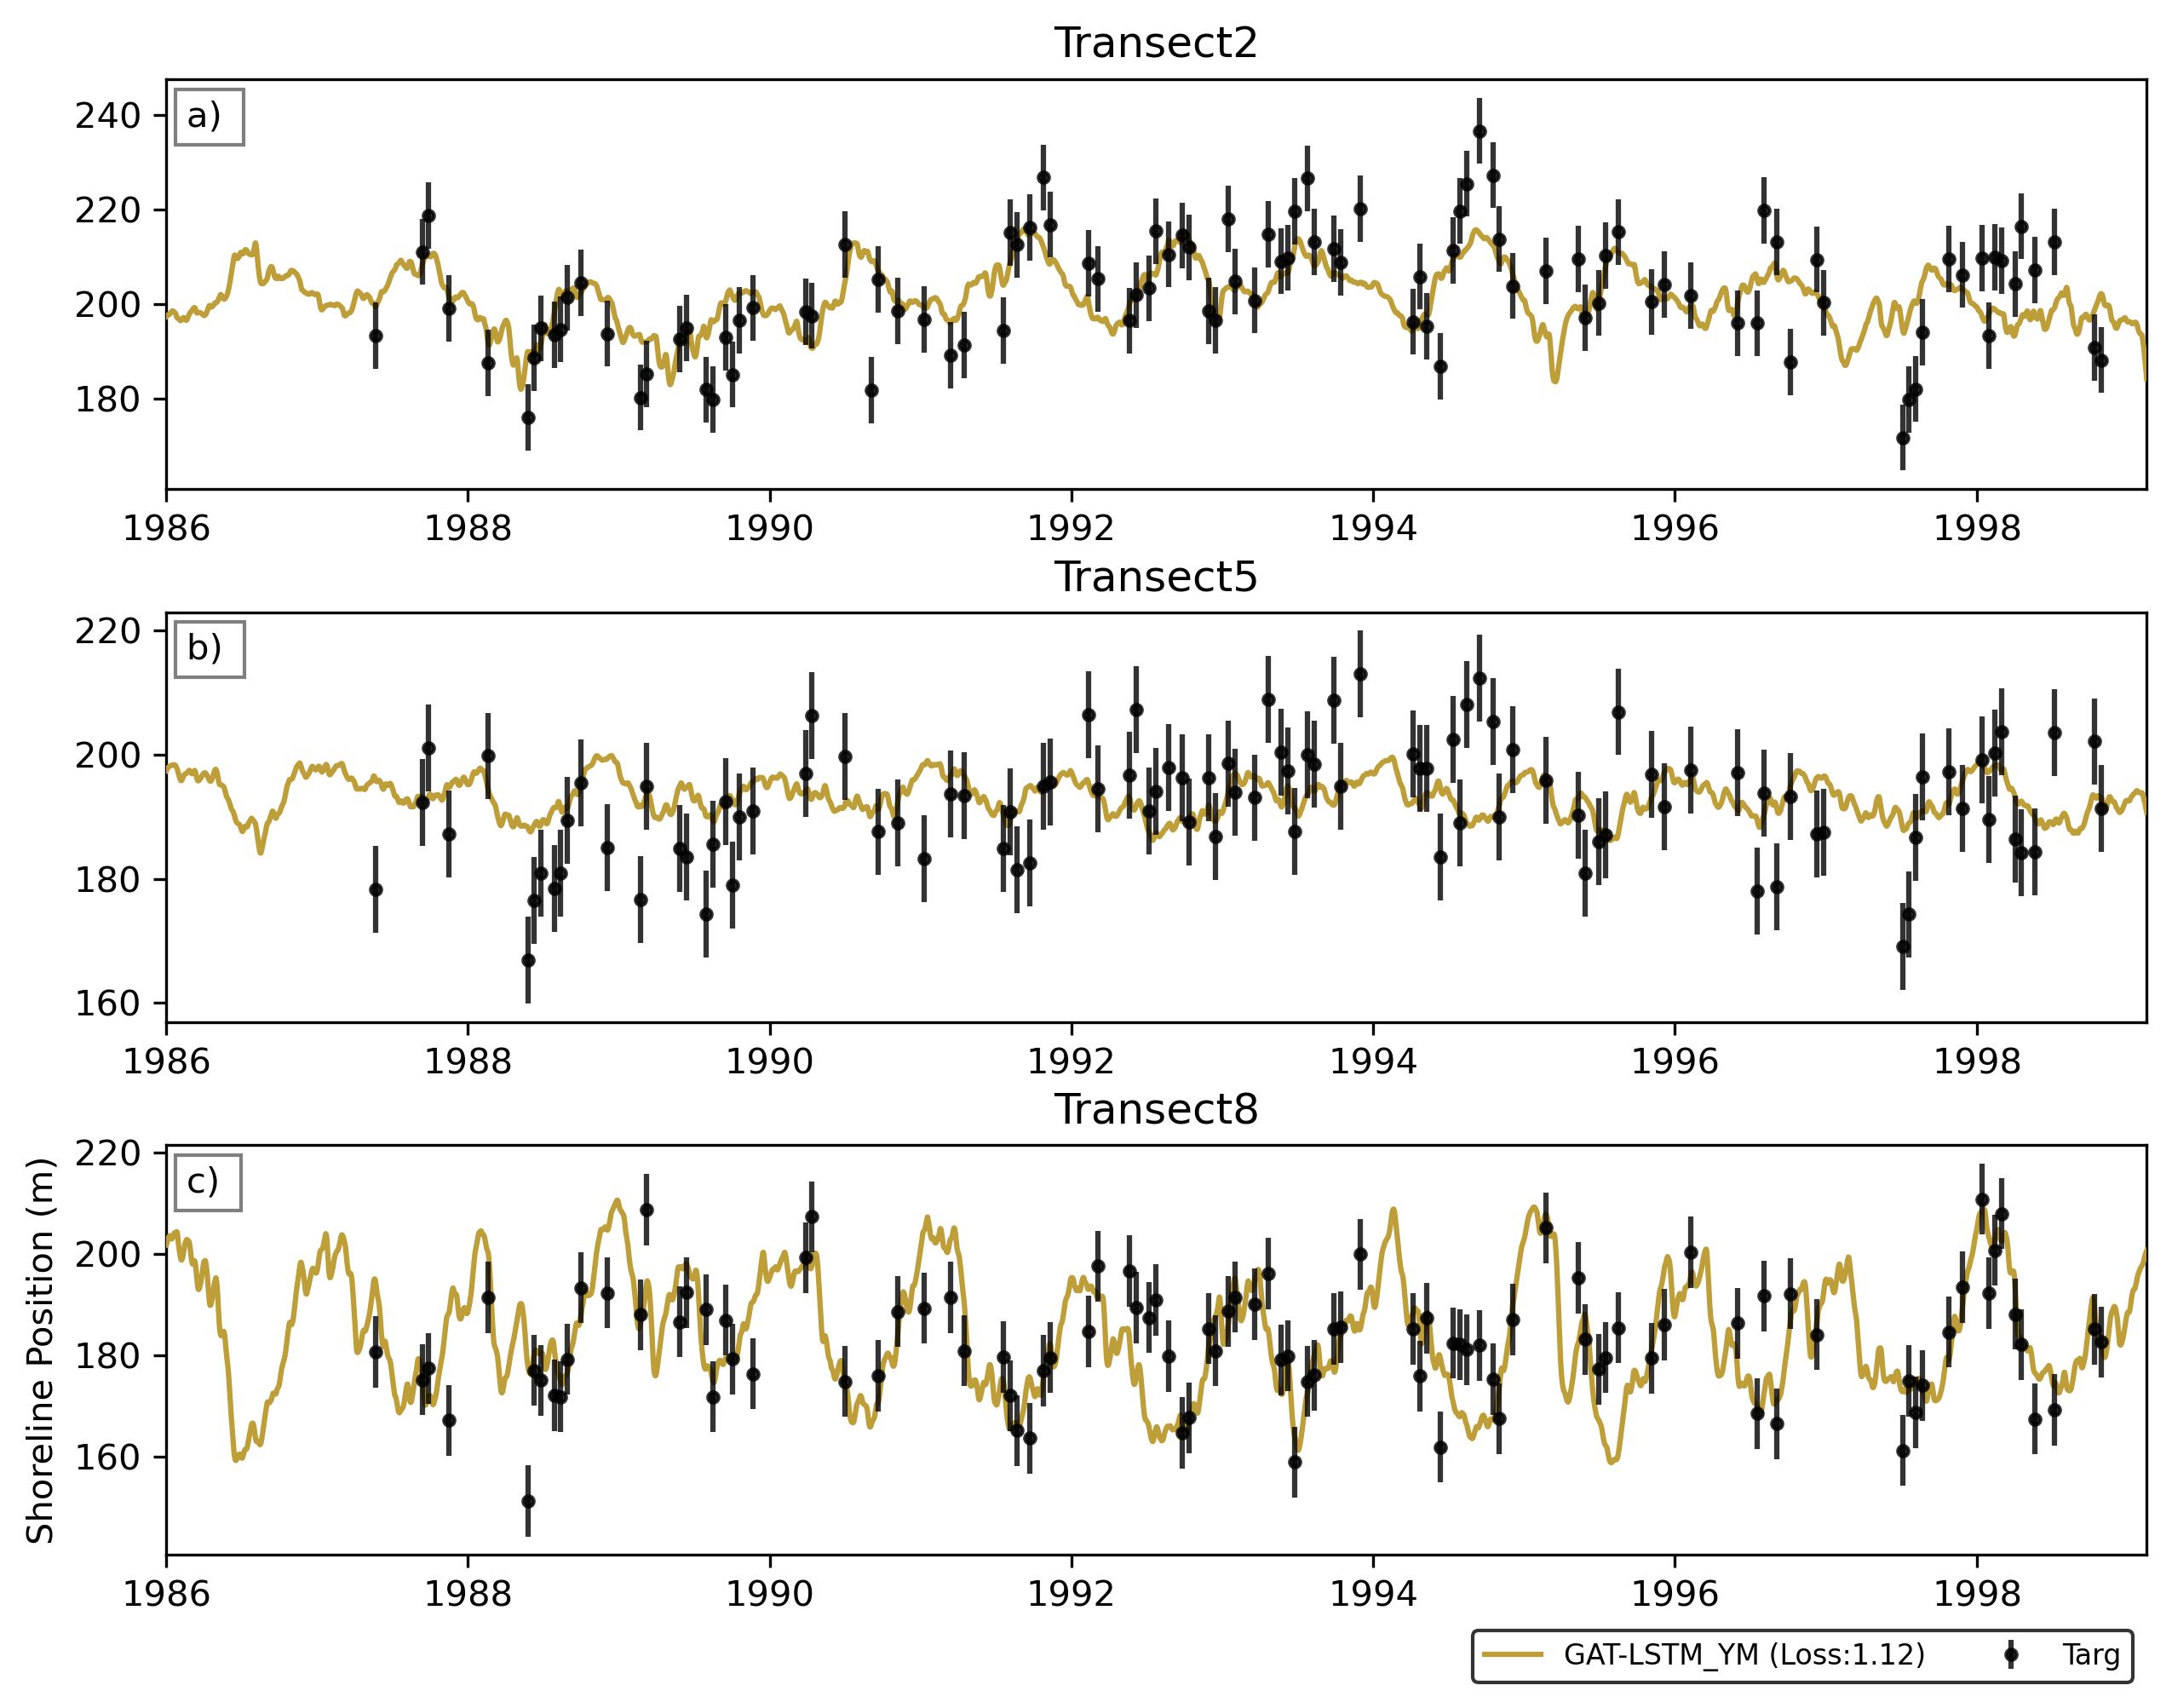 Transect2
a)
240
220
200
180
1986 1988 1990 1992 1994 1996 1998
Transect5
b)
220
200
180
160
1986 1988 1990 1992 1994 1996 1998
Transect8
c)
Shoreline Position (m)
220
200
180
160
1986 1988 1990 1992 1994 1996 1998
GAT-LSTM_YM (Loss:1.12) Targ